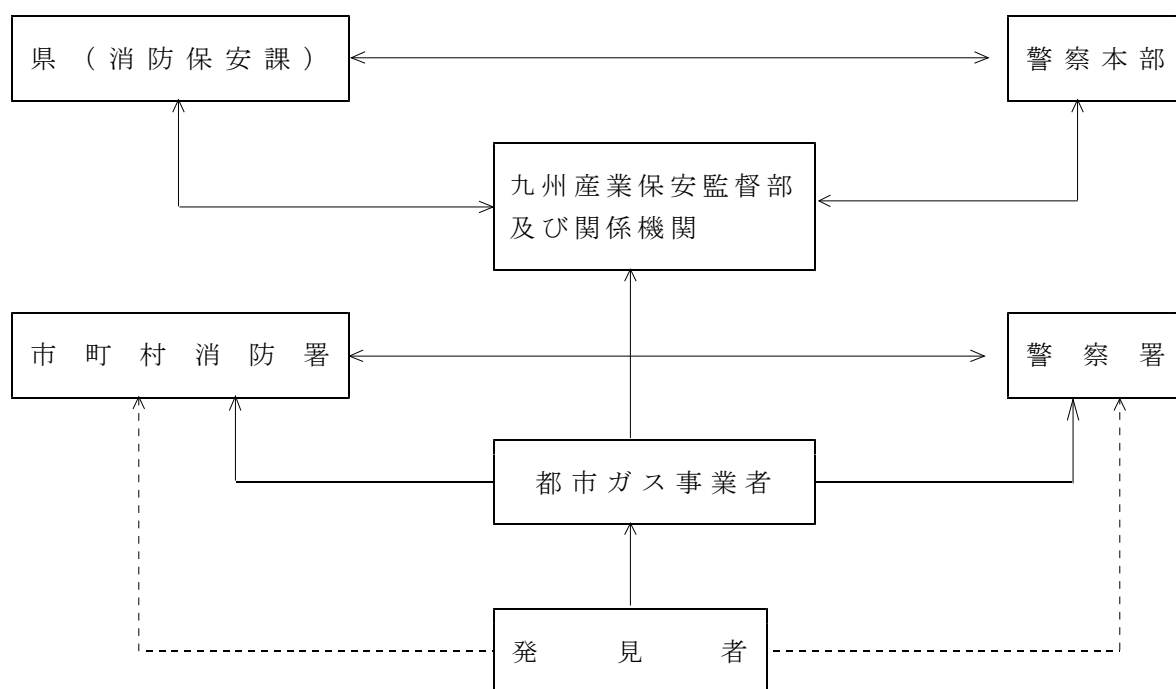 県（消防保安課）
警察本部
九州産業保安監督部
及び関係機関
市町村消防署
警察署
都市ガス事業者
発見者